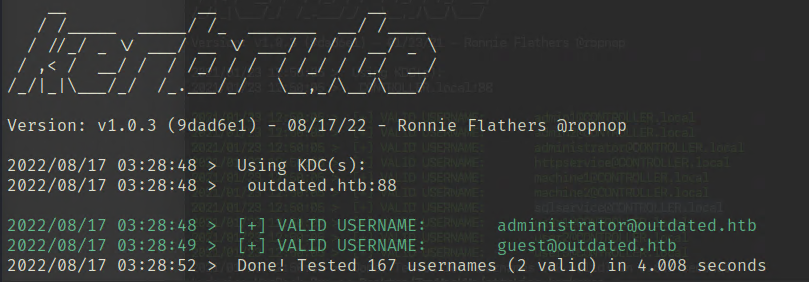 kerbrute
Version: v1.0.3 (9dad6e1) - 08/17/22 - Ronnie Flathers @ropnop
2022/08/17 03:28:48 > Using KDC(s):
2022/08/17 03:28:48 > outdated.htb:88
2022/08/17 03:28:48 > [+] VALID USERNAME: administrator@outdated.htb
2022/08/17 03:28:49 > [+] VALID USERNAME: guest@outdated.htb
2022/08/17 03:28:52 > Done! Tested 167 usernames (2 valid) in 4.008 seconds